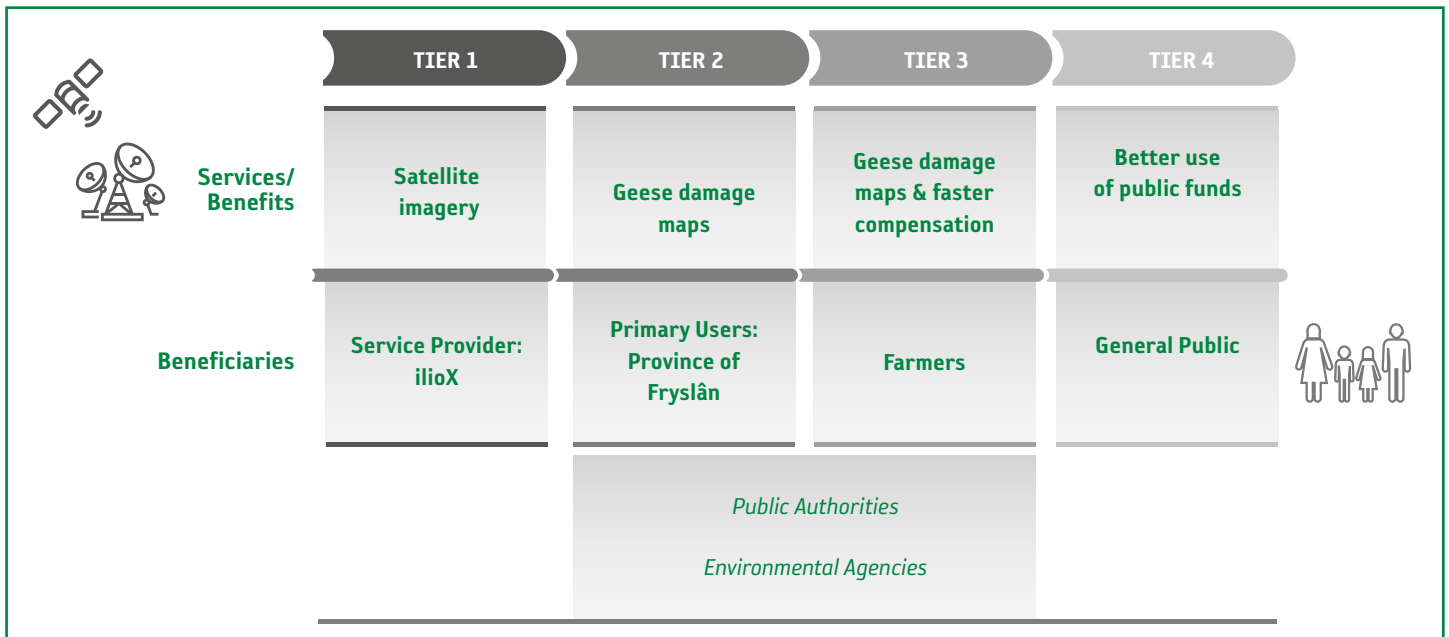 TIER 1
TIER 2
TIER 3
TIER 4
Services/
Benefits
Satellite
imagery
Geese damage
maps
Geese damage
maps & faster
compensation
Better use
of public funds
Beneficiaries
Service Provider:
ilioX
Primary Users:
Province of
Fryslân
Farmers
General Public
Public Authorities
Environmental Agencies